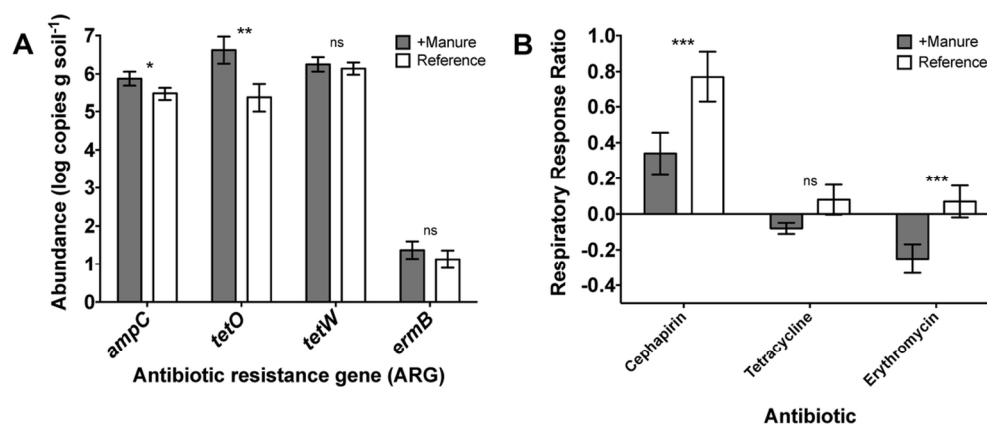 A
Abundance (log copies g soil⁻¹)
7
6
5
4
3
2
1
0
*
**
ns
ns
+Manure
Reference
ampC
tetO
tetW
ermB
Antibiotic resistance gene (ARG)
B
Respiratory Response Ratio
1.0
0.8
0.6
0.4
0.2
0.0
-0.2
-0.4
***
ns
***
+Manure
Reference
Cephapirin
Tetracycline
Erythromycin
Antibiotic